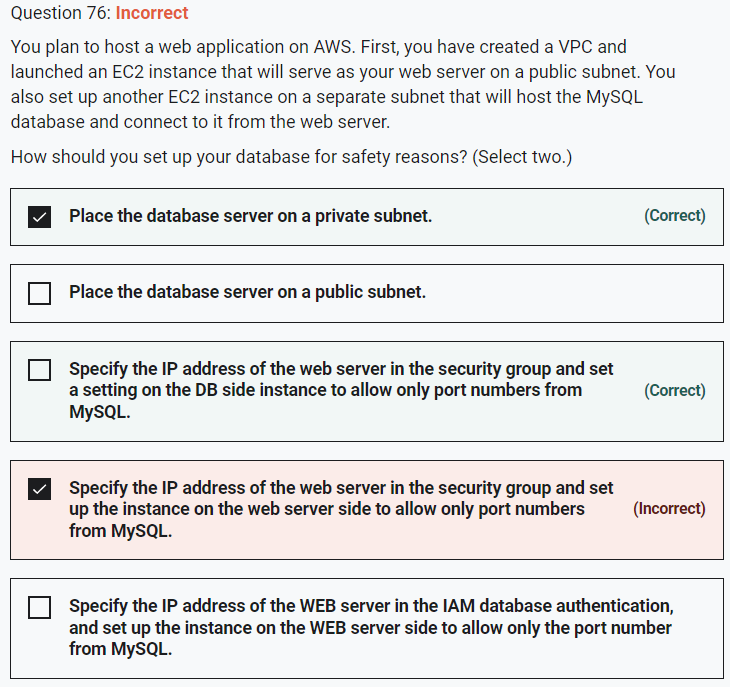 Question 76: Incorrect
You plan to host a web application on AWS. First, you have created a VPC and
launched an EC2 instance that will serve as your web server on a public subnet. You
also set up another EC2 instance on a separate subnet that will host the MySQL
database and connect to it from the web server.
How should you set up your database for safety reasons? (Select two.)
Place the database server on a private subnet.
(Correct)
Place the database server on a public subnet.
Specify the IP address of the web server in the security group and set
a setting on the DB side instance to allow only port numbers from
(Correct)
MySQL.
Specify the IP address of the web server in the security group and set
up the instance on the web server side to allow only port numbers
(Incorrect)
from MySQL.
Specify the IP address of the WEB server in the IAM database authentication,
and set up the instance on the WEB server side to allow only the port number
from MySQL.